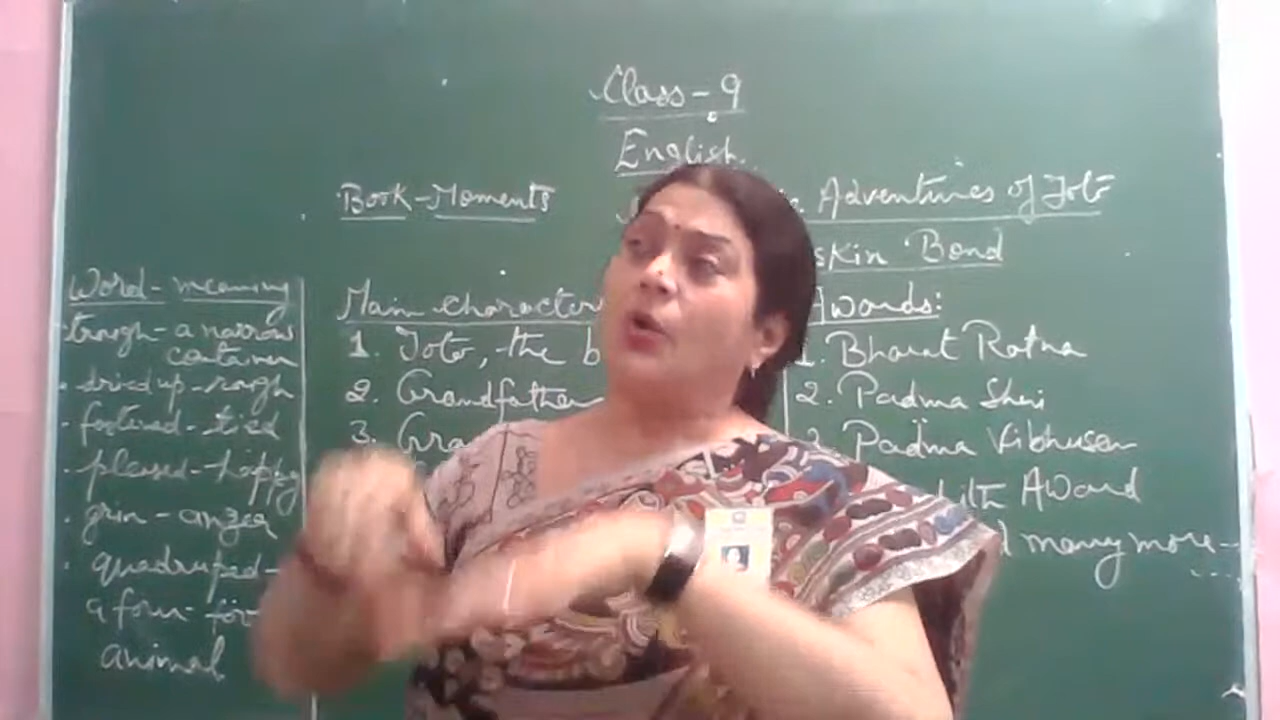 Class-9
English
Book-Moments
Adventures of Toto
skin Bond
Word-meaning
trough-a narrow
container
dried up-rough
fastened-tied
pleased-happy
grin-anger
quadruped-
a four-for
animal
Main Character
1. Toto, the b
2. Grandfather
3. Gra
Awards:
1. Bharat Ratna
2. Padma Shri
Padma Vibhusan
Award
many more--
....